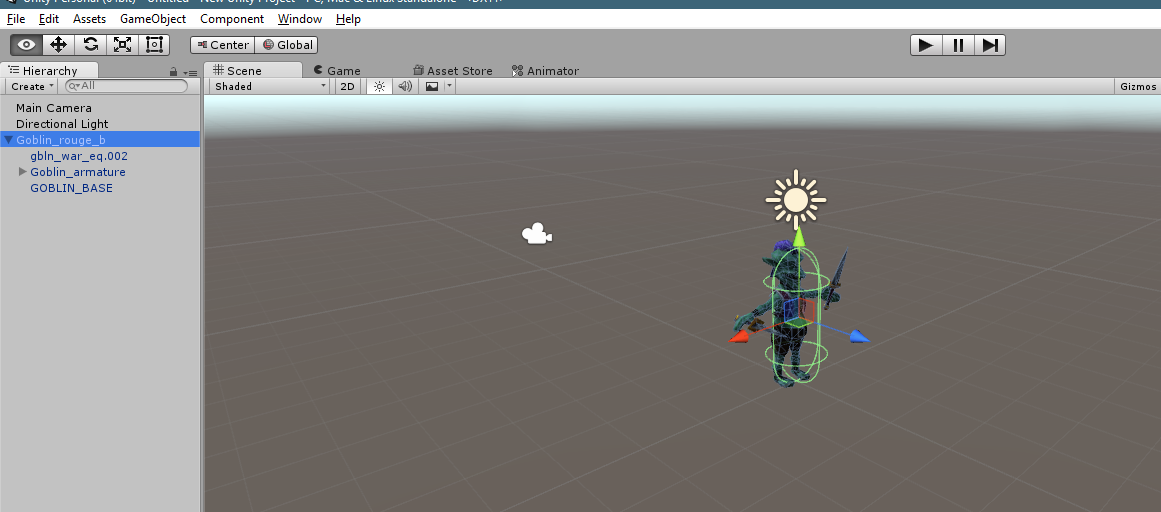 File Edit Assets GameObject Component Window Help
Center Global
Hierarchy Scene Game Asset Store Animator
Create All Shaded 2D Gizmos
Main Camera
Directional Light
Goblin_rouge_b
gbln_war_eq.002
Goblin_armature
GOBLIN_BASE